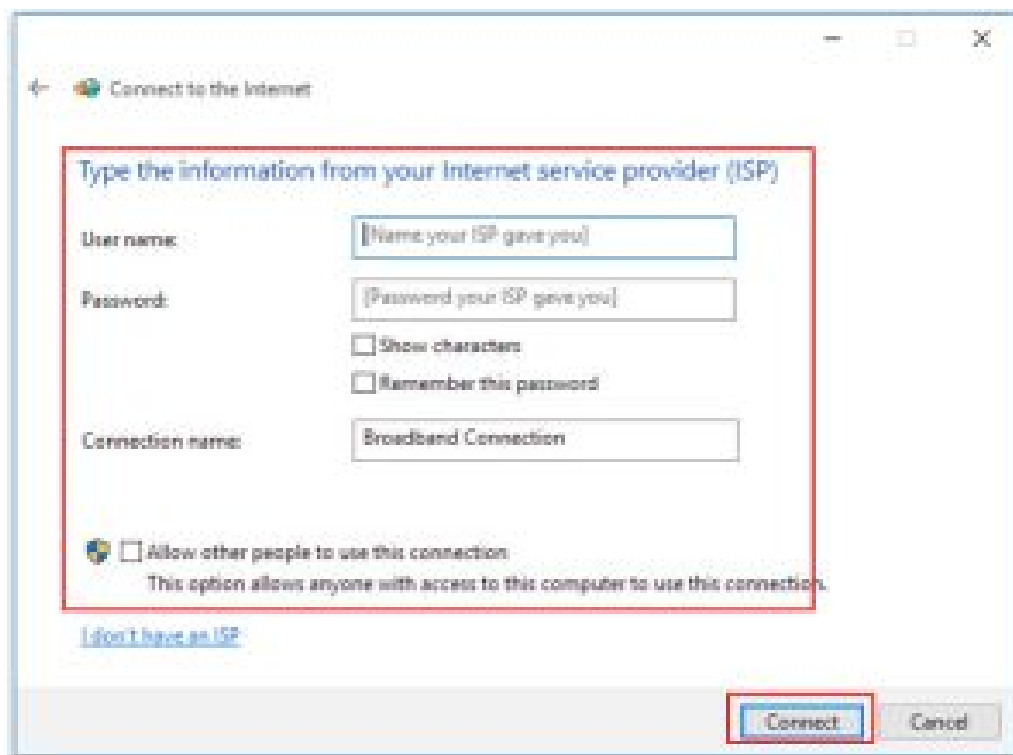 Connect to the Internet
Type the information from your Internet service provider (ISP)
User name:
[Name your ISP gave you]
Password:
[Password your ISP gave you]
Show characters
Remember this password
Connection name:
Broadband Connection
Allow other people to use this connection
This option allows anyone with access to this computer to use this connection.
I don't have an ISP
Connect
Cancel